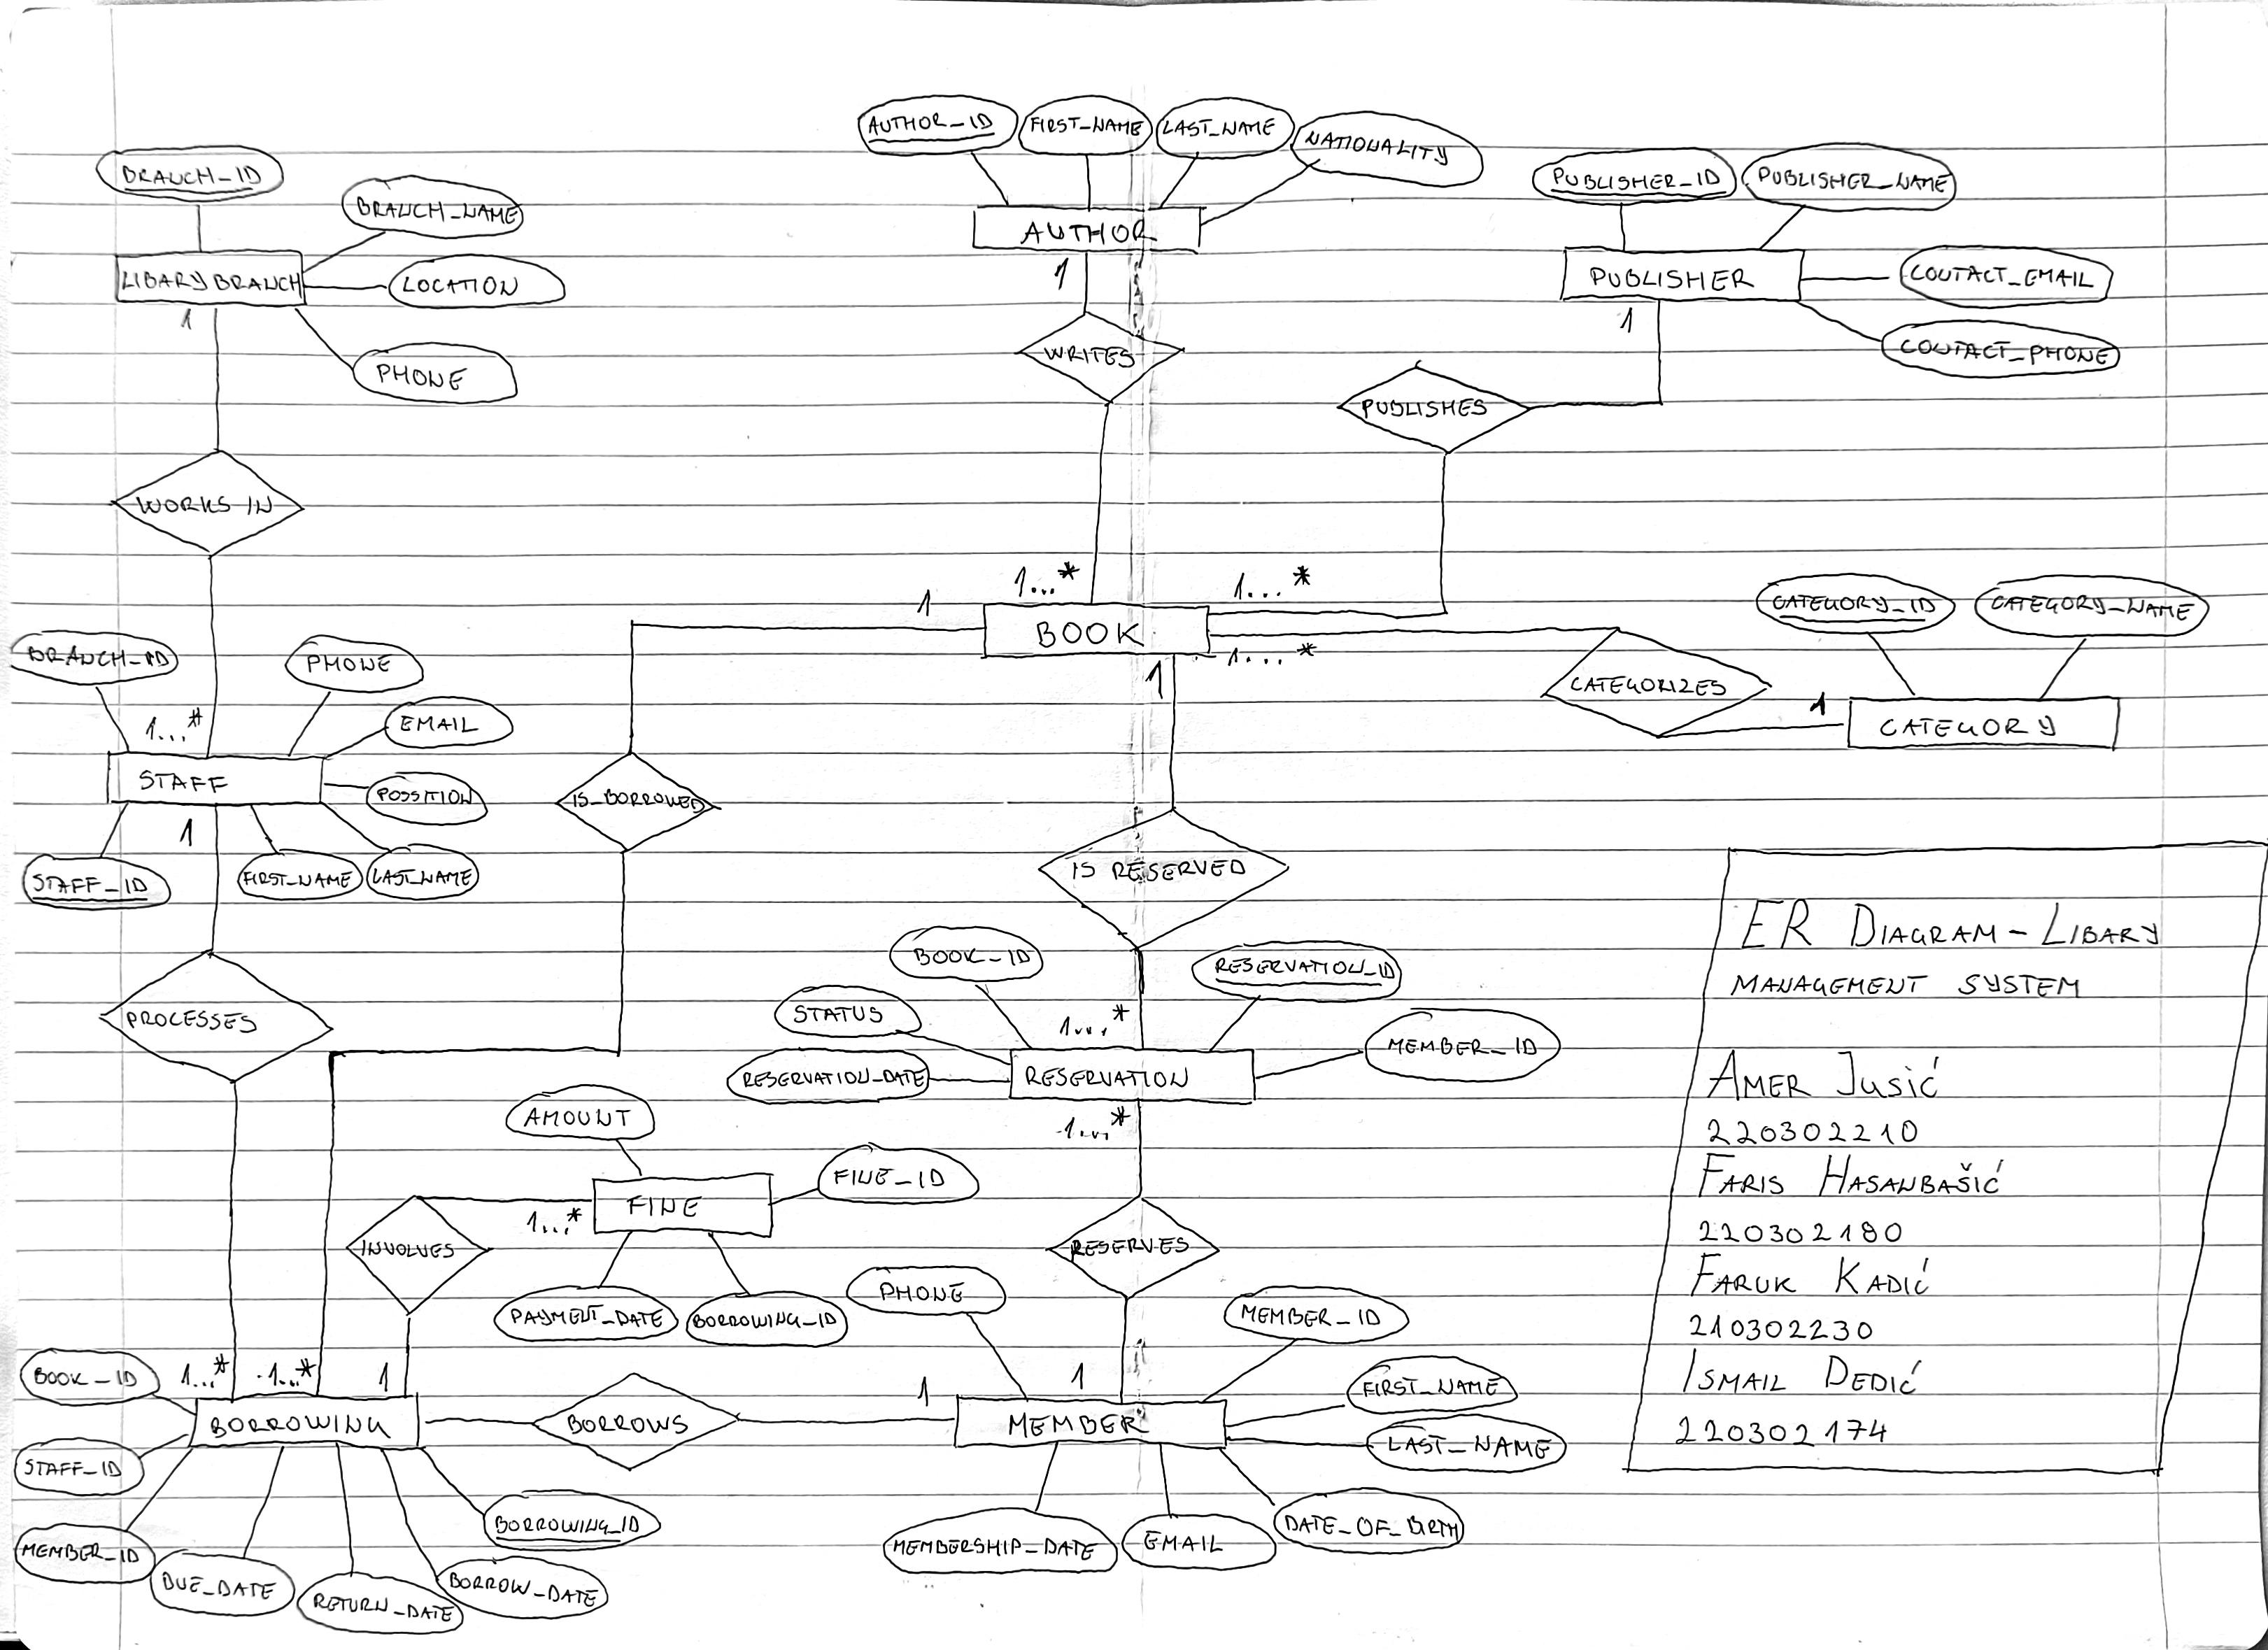 AUTHOR_ID
FIRST_NAME
LAST_NAME
NATIONALITY
BRANCH_ID
PUBLISHER_ID
PUBLISHER_NAME
BRANCH_NAME
AUTHOR
LIBARY BRANCH
LOCATION
1
PUBLISHER
CONTACT_EMAIL
1
1
CONTACT_PHONE
PHONE
WRITES
PUBLISHES
WORKS IN
1...*
1....*
1
BOOK
CATEGORY_ID
CATEGORY_NAME
1....*
1
BRANCH_ID
PHONE
CATEGORIZES
1
CATEGORY
1...*
EMAIL
STAFF
POSSITION
IS_BORROWED
1
STAFF_ID
FIRST_NAME
LAST_NAME
IS RESERVED
ER DIAGRAM - LIBARY
MANAGEMENT SYSTEM
BOOK_ID
RESERVATION_ID
STATUS
1...*
PROCESSES
MEMBER_ID
RESERVATION_DATE
RESERVATION
AMER JUSIĆ
220302210
AMOUNT
1...*
FARIS HASANBAŠIĆ
220302180
FINE_ID
FINE
1...*
INVOLVES
RESERVES
FARUK KADIĆ
210302230
PHONE
PAYMENT_DATE
BORROWING_ID
MEMBER_ID
ISMAIL DEDIĆ
220302174
BOOK_ID
1...*
1...*
1
1
1
FIRST_NAME
BORROWING
BORROWS
MEMBER
LAST_NAME
STAFF_ID
BORROWING_ID
DATE_OF_BIRTH
MEMBER_ID
MEMBERSHIP_DATE
EMAIL
DUE_DATE
RETURN_DATE
BORROW_DATE